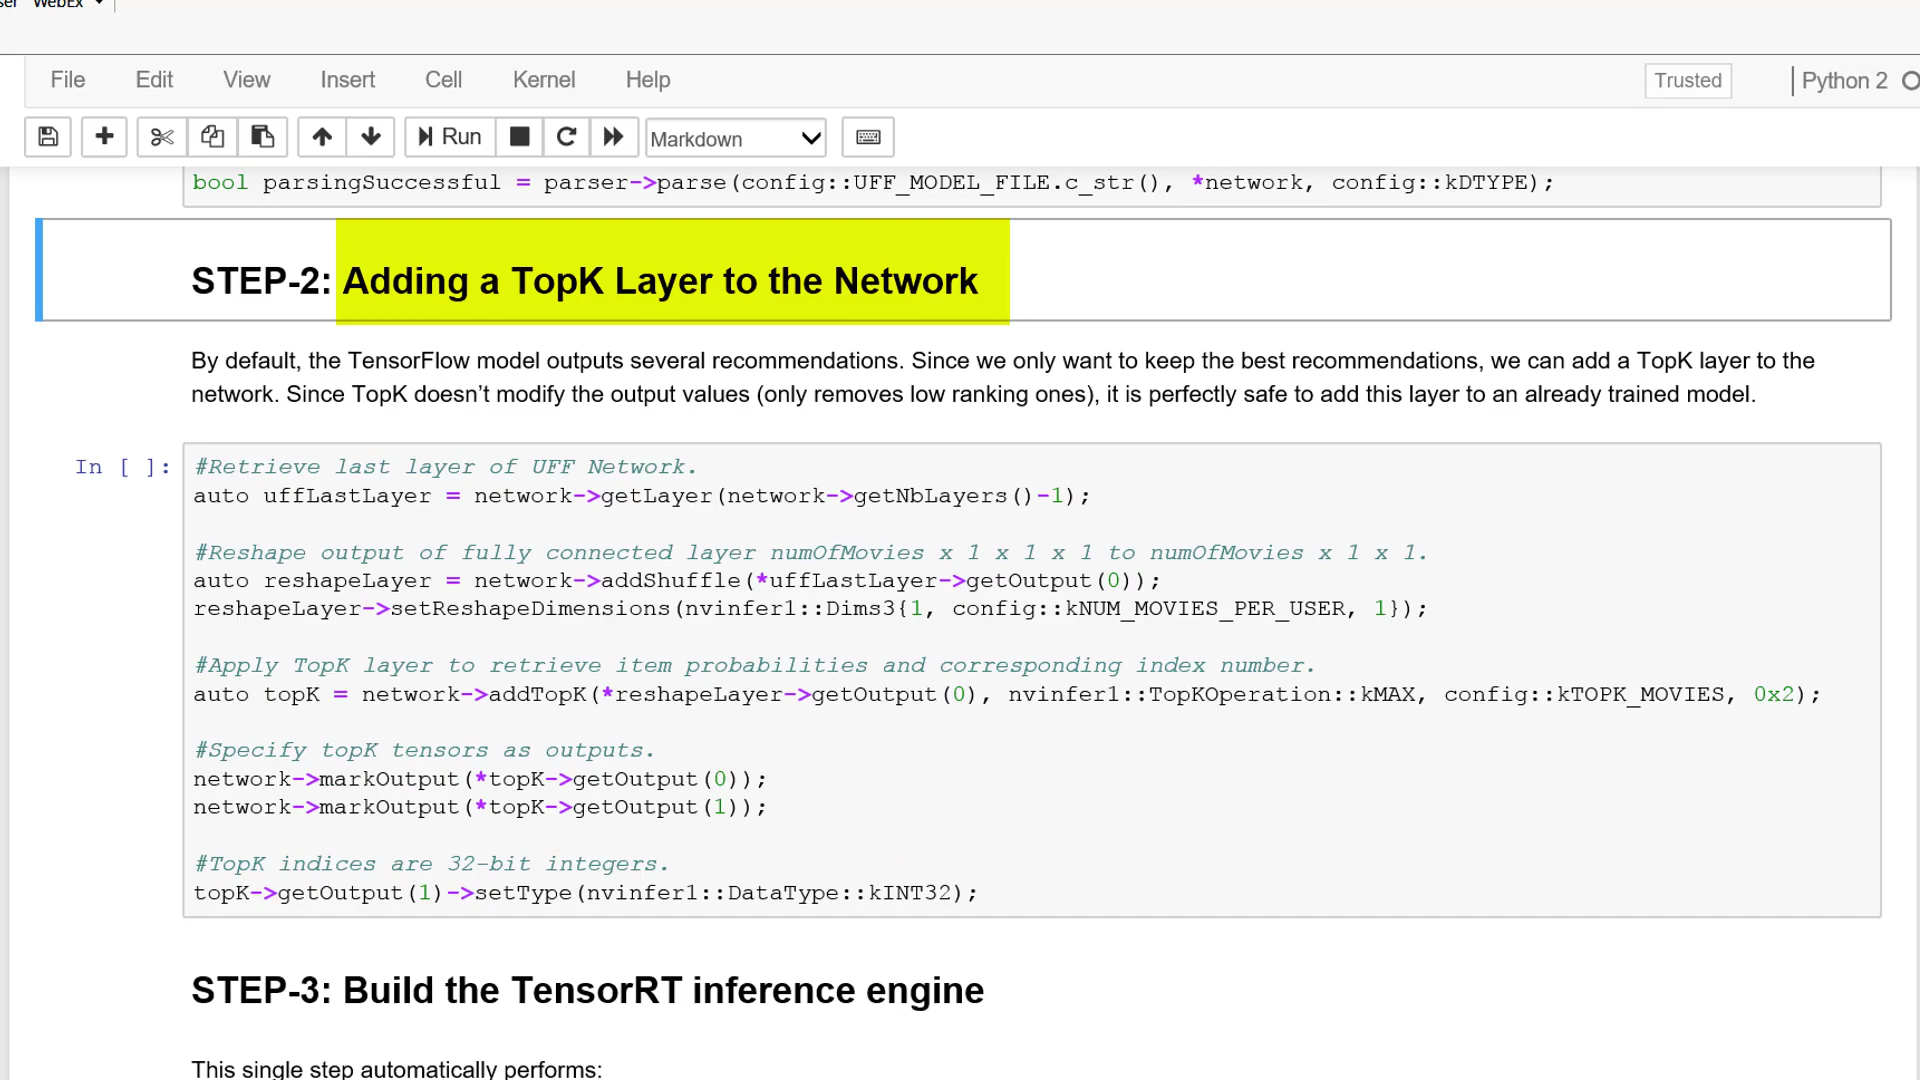 ser WebEx
File Edit View Insert Cell Kernel Help Trusted Python 2
Run Markdown
bool parsingSuccessful = parser->parse(config::UFF_MODEL_FILE.c_str(), *network, config::kDTYPE);
STEP-2: Adding a TopK Layer to the Network
By default, the TensorFlow model outputs several recommendations. Since we only want to keep the best recommendations, we can add a TopK layer to the
network. Since TopK doesn’t modify the output values (only removes low ranking ones), it is perfectly safe to add this layer to an already trained model.
In [ ]: #Retrieve last layer of UFF Network.
auto uffLastLayer = network->getLayer(network->getNbLayers()-1);
#Reshape output of fully connected layer numOfMovies x 1 x 1 x 1 to numOfMovies x 1 x 1.
auto reshapeLayer = network->addShuffle(*uffLastLayer->getOutput(0));
reshapeLayer->setReshapeDimensions(nvinfer1::Dims3{1, config::kNUM_MOVIES_PER_USER, 1});
#Apply TopK layer to retrieve item probabilities and corresponding index number.
auto topK = network->addTopK(*reshapeLayer->getOutput(0), nvinfer1::TopKOperation::kMAX, config::kTOPK_MOVIES, 0x2);
#Specify topK tensors as outputs.
network->markOutput(*topK->getOutput(0));
network->markOutput(*topK->getOutput(1));
#TopK indices are 32-bit integers.
topK->getOutput(1)->setType(nvinfer1::DataType::kINT32);
STEP-3: Build the TensorRT inference engine
This single step automatically performs: